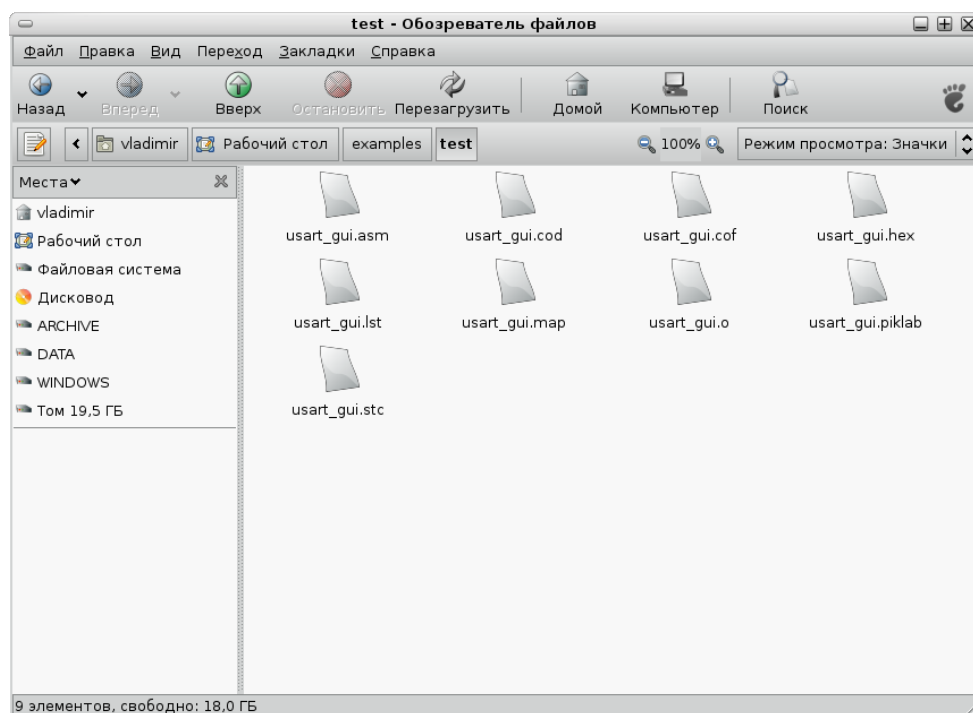 test - Обозреватель файлов
Файл Правка Вид Переход Закладки Справка
Назад Вперед Вверх Остановить Перезагрузить Домой Компьютер Поиск
vladimir Рабочий стол examples test 100% Режим просмотра: Значки
Места
vladimir
Рабочий стол
Файловая система
Дисковод
ARCHIVE
DATA
WINDOWS
Том 19,5 ГБ
usart_gui.asm usart_gui.cod usart_gui.cof usart_gui.hex
usart_gui.lst usart_gui.map usart_gui.o usart_gui.piklab
usart_gui.stc
9 элементов, свободно: 18,0 ГБ